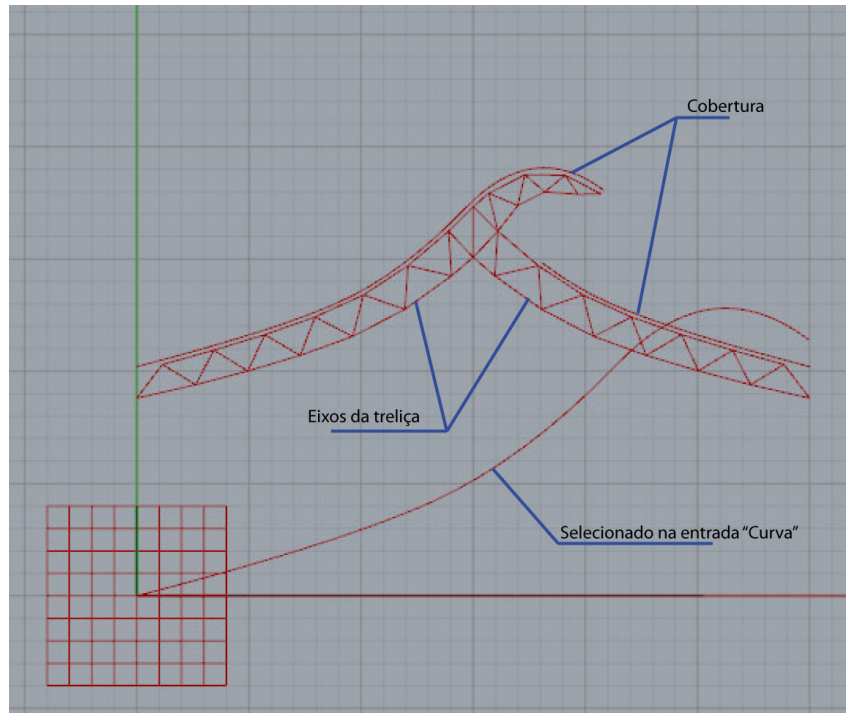 Cobertura
Eixos da treliça
Selecionado na entrada “Curva”